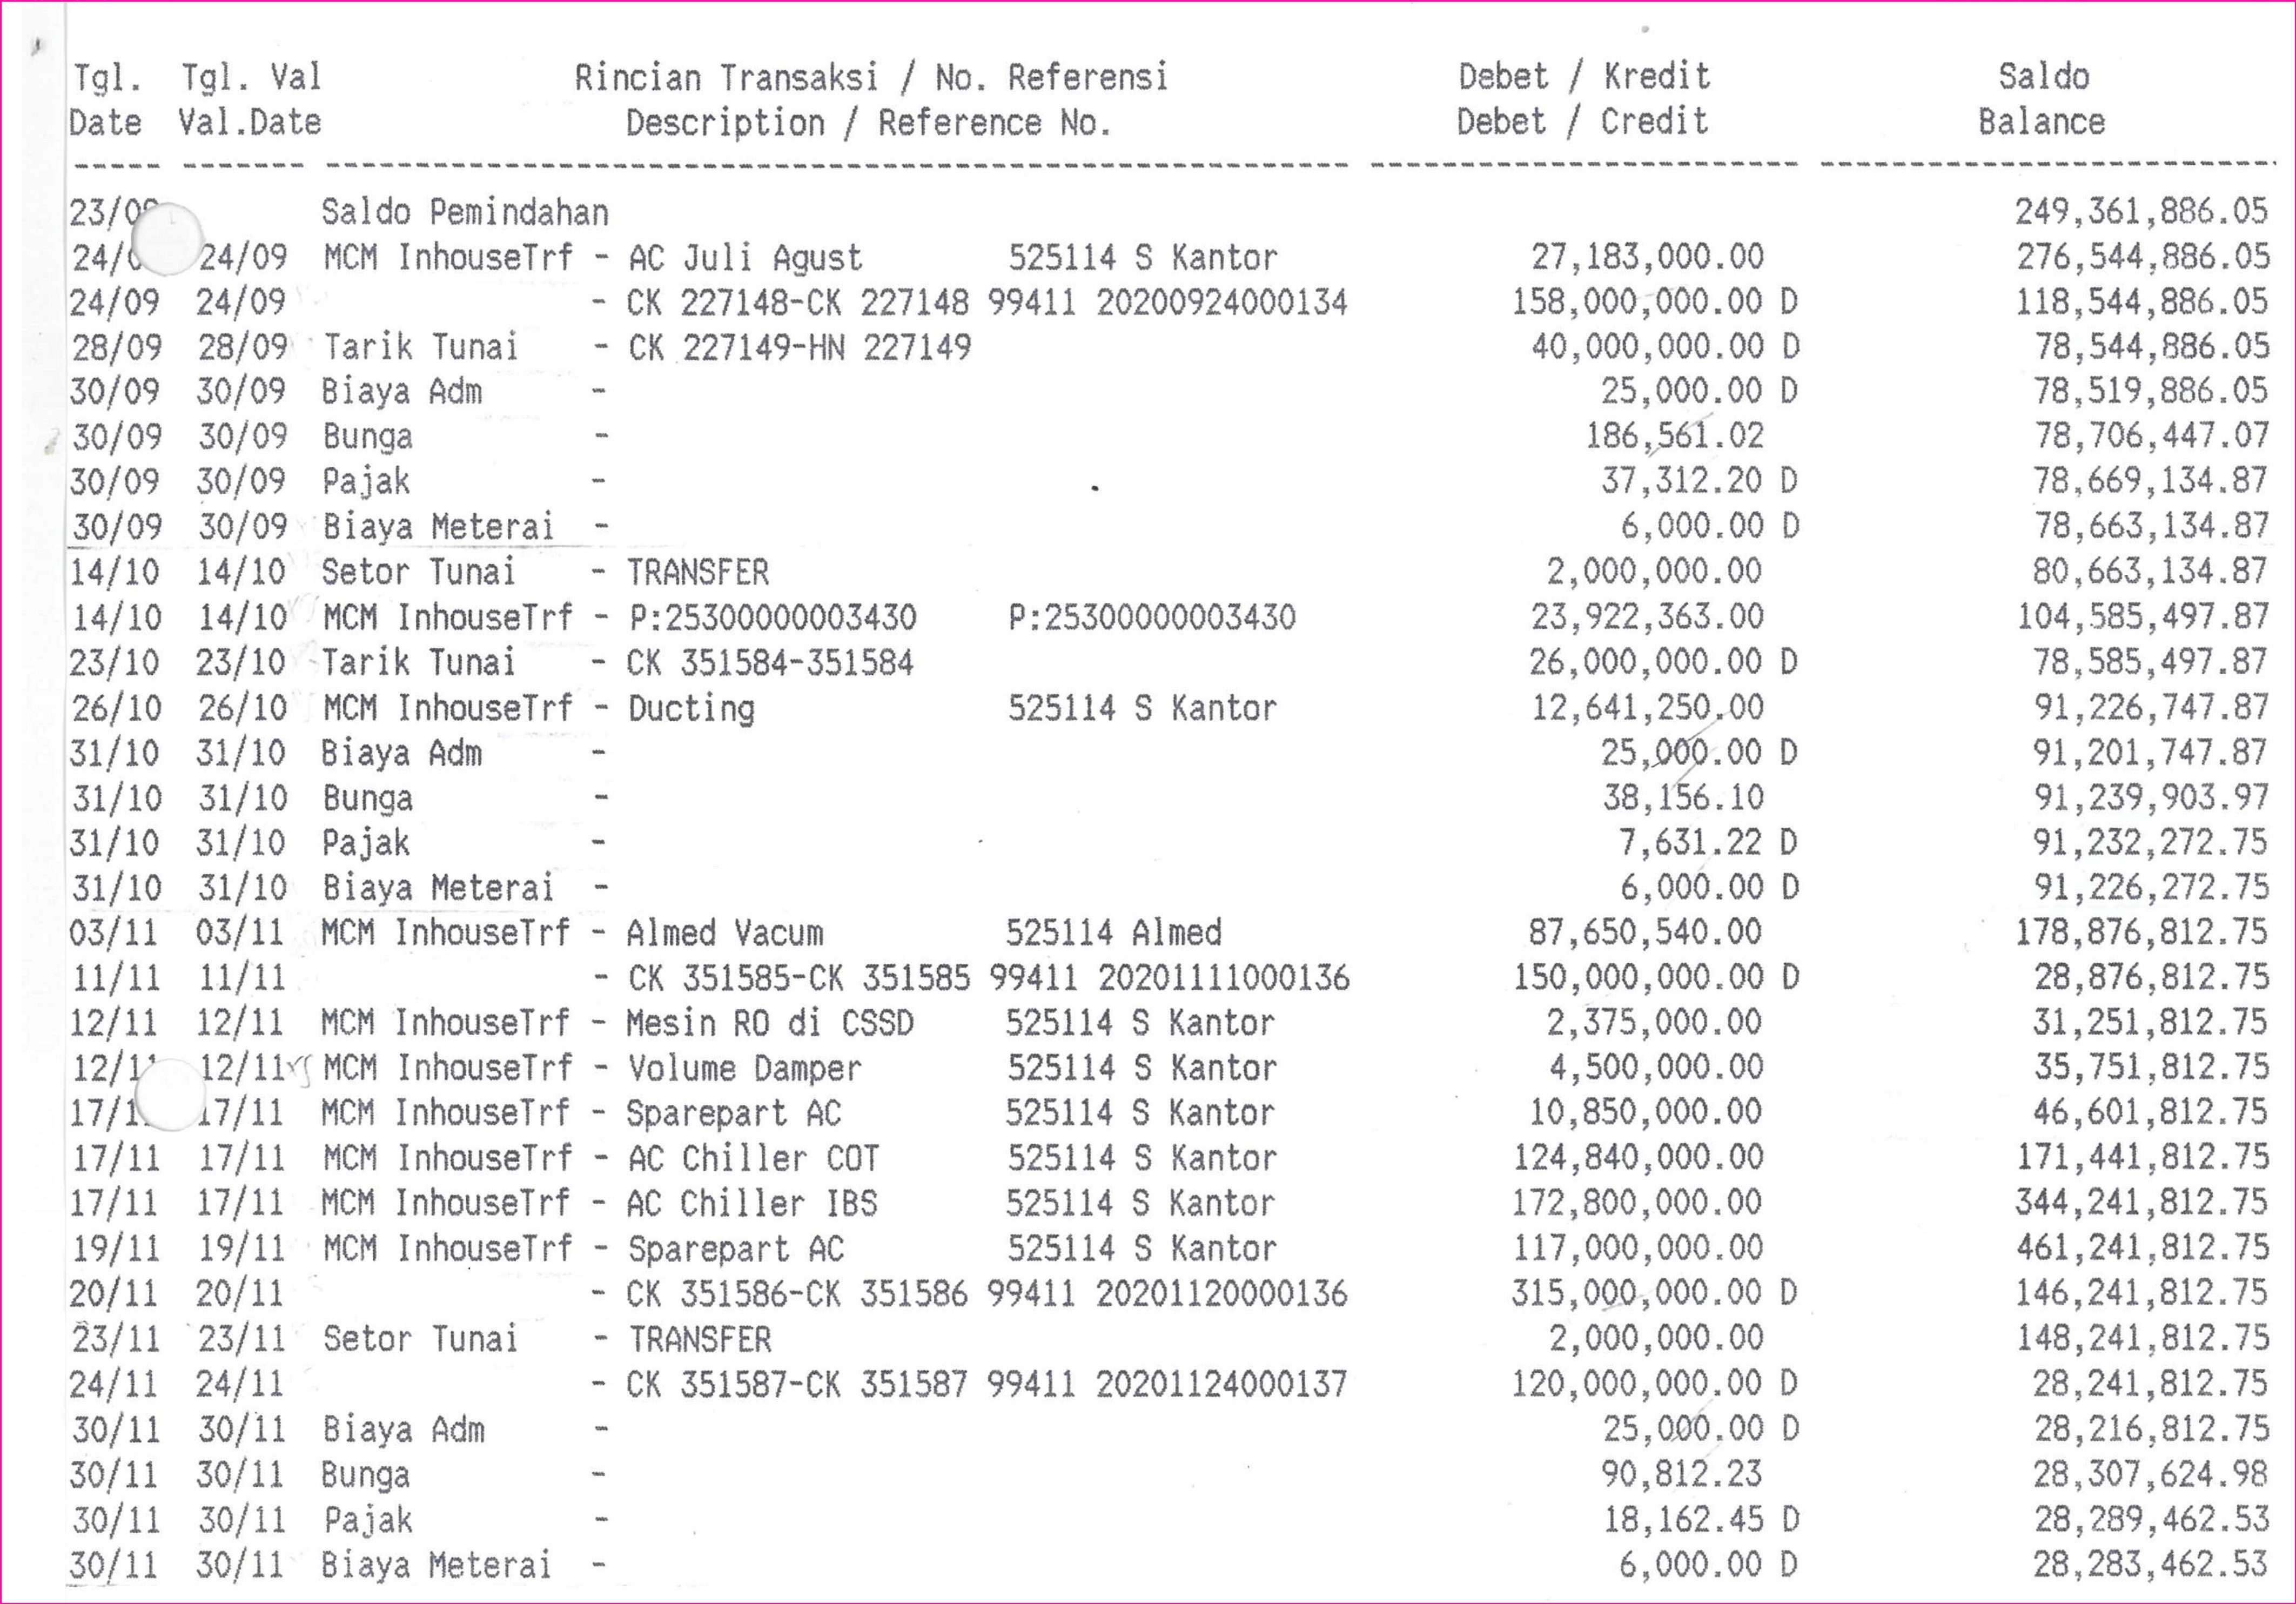 Tgl. Tgl. Val Rincian Transaksi / No. Referensi Debet / Kredit Saldo
Date Val.Date Description / Reference No. Debet / Credit Balance
23/09 Saldo Pemindahan 249,361,886.05
24/09 24/09 MCM InhouseTrf - AC Juli Agust 525114 S Kantor 27,183,000.00 276,544,886.05
24/09 24/09 - CK 227148-CK 227148 99411 20200924000134 158,000,000.00 D 118,544,886.05
28/09 28/09 Tarik Tunai - CK 227149-HN 227149 40,000,000.00 D 78,544,886.05
30/09 30/09 Biaya Adm - 25,000.00 D 78,519,886.05
30/09 30/09 Bunga - 186,561.02 78,706,447.07
30/09 30/09 Pajak - 37,312.20 D 78,669,134.87
30/09 30/09 Biaya Meterai - 6,000.00 D 78,663,134.87
14/10 14/10 Setor Tunai - TRANSFER 2,000,000.00 80,663,134.87
14/10 14/10 MCM InhouseTrf - P:25300000003430 P:25300000003430 23,922,363.00 104,585,497.87
23/10 23/10 Tarik Tunai - CK 351584-351584 26,000,000.00 D 78,585,497.87
26/10 26/10 MCM InhouseTrf - Ducting 525114 S Kantor 12,641,250.00 91,226,747.87
31/10 31/10 Biaya Adm - 25,000.00 D 91,201,747.87
31/10 31/10 Bunga - 38,156.10 91,239,903.97
31/10 31/10 Pajak - 7,631.22 D 91,232,272.75
31/10 31/10 Biaya Meterai - 6,000.00 D 91,226,272.75
03/11 03/11 MCM InhouseTrf - Almed Vacum 525114 Almed 87,650,540.00 178,876,812.75
11/11 11/11 - CK 351585-CK 351585 99411 20201111000136 150,000,000.00 D 28,876,812.75
12/11 12/11 MCM InhouseTrf - Mesin RO di CSSD 525114 S Kantor 2,375,000.00 31,251,812.75
12/11 12/11 MCM InhouseTrf - Volume Damper 525114 S Kantor 4,500,000.00 35,751,812.75
17/11 17/11 MCM InhouseTrf - Sparepart AC 525114 S Kantor 10,850,000.00 46,601,812.75
17/11 17/11 MCM InhouseTrf - AC Chiller COT 525114 S Kantor 124,840,000.00 171,441,812.75
17/11 17/11 MCM InhouseTrf - AC Chiller IBS 525114 S Kantor 172,800,000.00 344,241,812.75
19/11 19/11 MCM InhouseTrf - Sparepart AC 525114 S Kantor 117,000,000.00 461,241,812.75
20/11 20/11 - CK 351586-CK 351586 99411 20201120000136 315,000,000.00 D 146,241,812.75
23/11 23/11 Setor Tunai - TRANSFER 2,000,000.00 148,241,812.75
24/11 24/11 - CK 351587-CK 351587 99411 20201124000137 120,000,000.00 D 28,241,812.75
30/11 30/11 Biaya Adm - 25,000.00 D 28,216,812.75
30/11 30/11 Bunga - 90,812.23 28,307,624.98
30/11 30/11 Pajak - 18,162.45 D 28,289,462.53
30/11 30/11 Biaya Meterai - 6,000.00 D 28,283,462.53